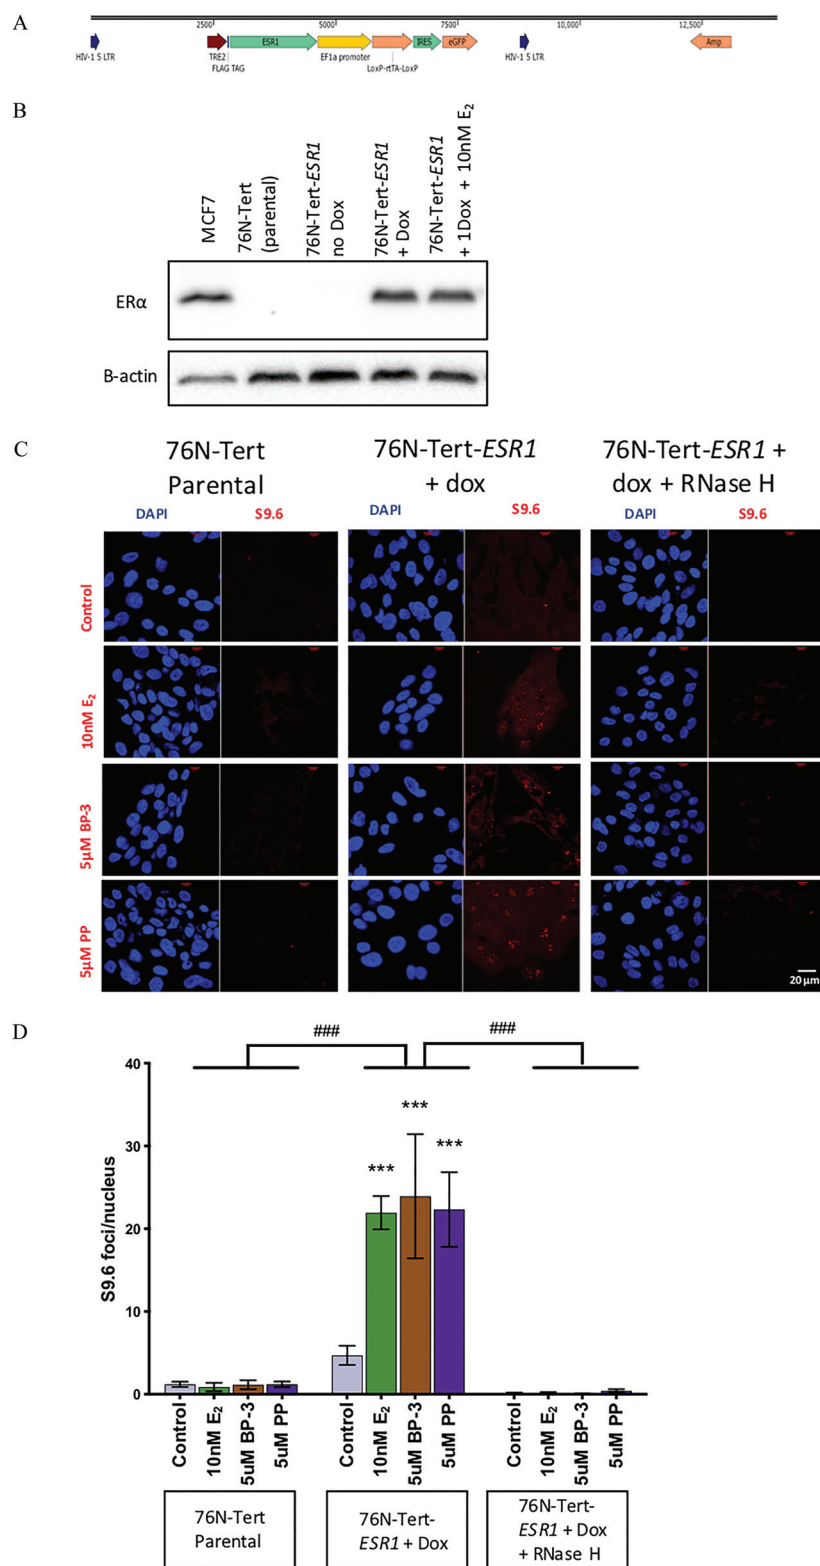 A
2500
5000
7500
10,000
12,500
HIV-1 5 LTR
TRE2
FLAG TAG
ESR1
EF1a promoter
LoxP-rtTA-LoxP
IRES
eGFP
HIV-1 5 LTR
Amp
B
MCF7
76N-Tert
(parental)
76N-Tert-ESR1
no Dox
76N-Tert-ESR1
+ Dox
76N-Tert-ESR1
+ 1Dox + 10nM E₂
ERα
B-actin
C
76N-Tert
Parental
76N-Tert-ESR1
+ dox
76N-Tert-ESR1 +
dox + RNase H
DAPI
S9.6
DAPI
S9.6
DAPI
S9.6
Control
10nM E₂
5µM BP-3
5µM PP
20 µm
D
###
###
40
30
20
10
0
S9.6 foci/nucleus
***
***
***
Control
10nM E₂
5uM BP-3
5uM PP
Control
10nM E₂
5uM BP-3
5uM PP
Control
10nM E₂
5uM BP-3
5uM PP
76N-Tert
Parental
76N-Tert-
ESR1 + Dox
76N-Tert-
ESR1 + Dox
+ RNase H